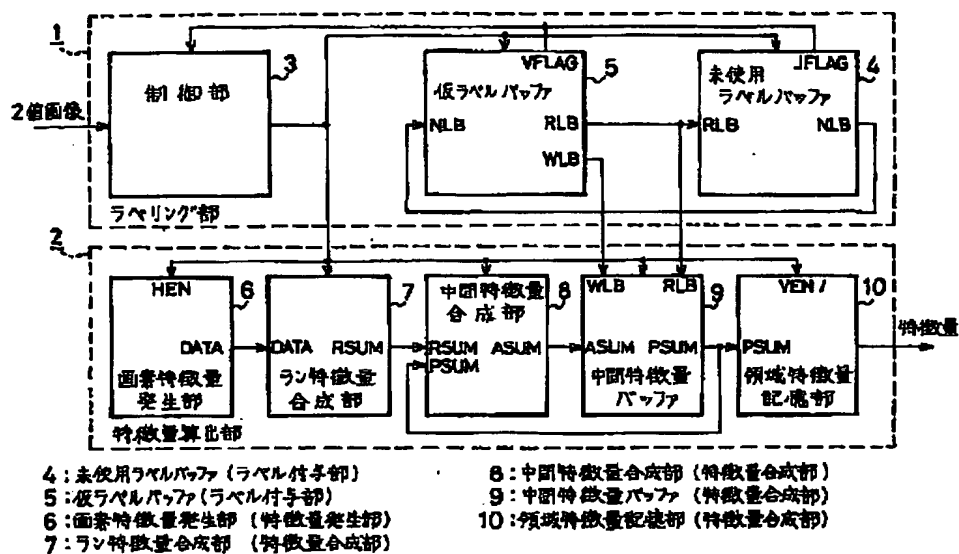 1
3
制御部
2値画像
VFLAG
5
仮ラベルバッファ
NLB
RLB
WLB
JFLAG
4
未使用
ラベルバッファ
RLB
NLB
ラベリング部
2
HEN
6
DATA
画素特徴量
発生部
7
DATA
RSUM
ラン特徴量
合成部
中間特徴量
合成部
8
RSUM
ASUM
PSUM
WLB
RLB
9
ASUM
PSUM
中間特徴量
バッファ
10
PSUM
領域特徴量
記憶部
特徴量
特徴量算出部
4:未使用ラベルバッファ(ラベル付与部)
5:仮ラベルバッファ(ラベル付与部)
6:画素特徴量発生部(特徴量発生部)
7:ラン特徴量合成部(特徴量合成部)
8:中間特徴量合成部(特徴量合成部)
9:中間特徴量バッファ(特徴量合成部)
10:領域特徴量記憶部(特徴量合成部)